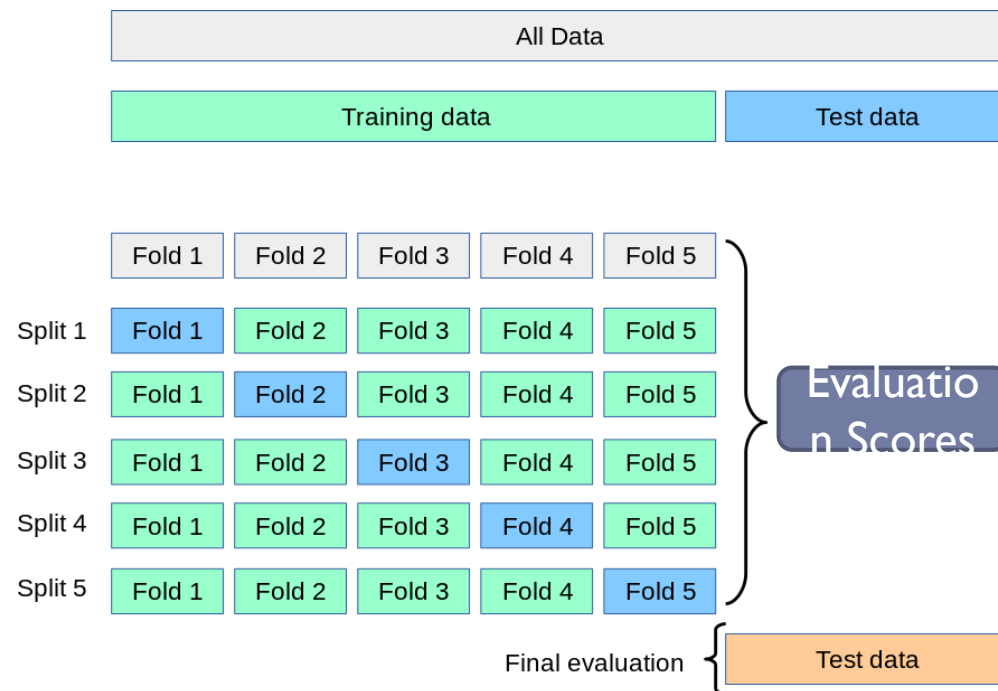 All Data
Training data Test data
Fold 1 Fold 2 Fold 3 Fold 4 Fold 5
Split 1 Fold 1 Fold 2 Fold 3 Fold 4 Fold 5
Split 2 Fold 1 Fold 2 Fold 3 Fold 4 Fold 5
Evaluatio
n Scores
Split 3 Fold 1 Fold 2 Fold 3 Fold 4 Fold 5
Split 4 Fold 1 Fold 2 Fold 3 Fold 4 Fold 5
Split 5 Fold 1 Fold 2 Fold 3 Fold 4 Fold 5
Final evaluation Test data